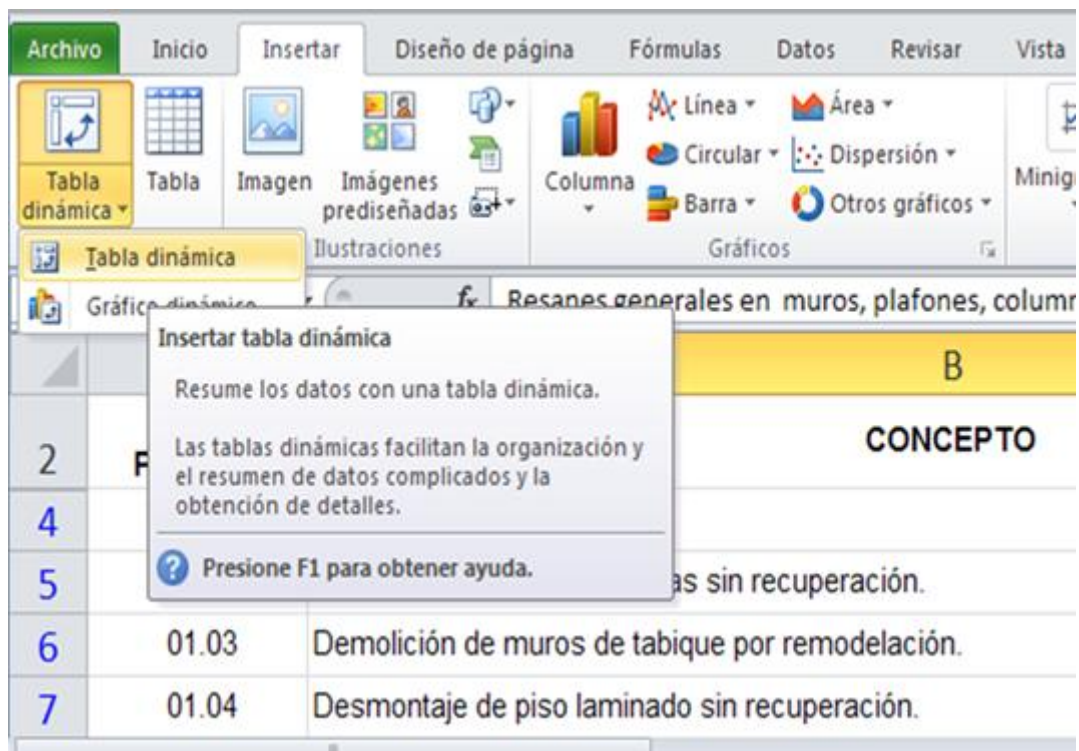 Archivo Inicio Insertar Diseño de página Fórmulas Datos Revisar Vista
Tabla dinámica
Tabla
Imagen
Imágenes prediseñadas
Columna
Línea
Circular
Barra
Área
Dispersión
Otros gráficos
Ilustraciones
Gráficos
Tabla dinámica
fx Resanes generales en muros, plafones,
Insertar tabla dinámica
Resume los datos con una tabla dinámica.
Las tablas dinámicas facilitan la organización y
el resumen de datos complicados y la
obtención de detalles.
Presione F1 para obtener ayuda.
B
2 CONCEPTO
4
5 sin recuperación.
6 01.03 Demolición de muros de tabique por remodelación.
7 01.04 Desmontaje de piso laminado sin recuperación.